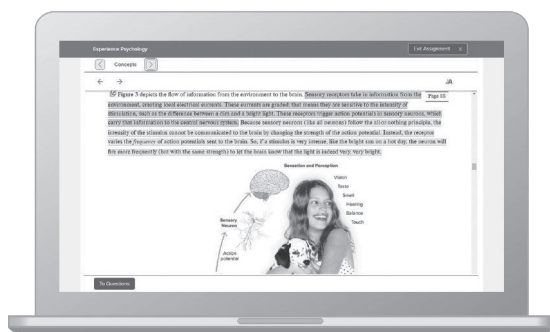 Experience Psychology
Exit Assignment X
< Concepts >
Figure 3 depicts the flow of information from the environment to the brain. Sensory receptors take in information from the
Page 83
environment, creating local electrical currents. These currents are graded; that means they are sensitive to the intensity of
stimulation, such as the difference between a dim and a bright light. These receptors trigger action potentials in sensory neurons, which
carry that information to the central nervous system. Because sensory neurons (like all neurons) follow the all-or-nothing principle, the
intensity of the stimulus cannot be communicated to the brain by changing the strength of the action potential. Instead, the receptor
varies the frequency of action potentials sent to the brain. So, if a stimulus is very intense, like the bright sun on a hot day, the neuron will
fire more frequently (but with the same strength) to let the brain know that the light is indeed very, very bright.
Sensation and Perception
Vision
Taste
Smell
Hearing
Balance
Touch
Sensory
Neuron
Action
potential
To Questions